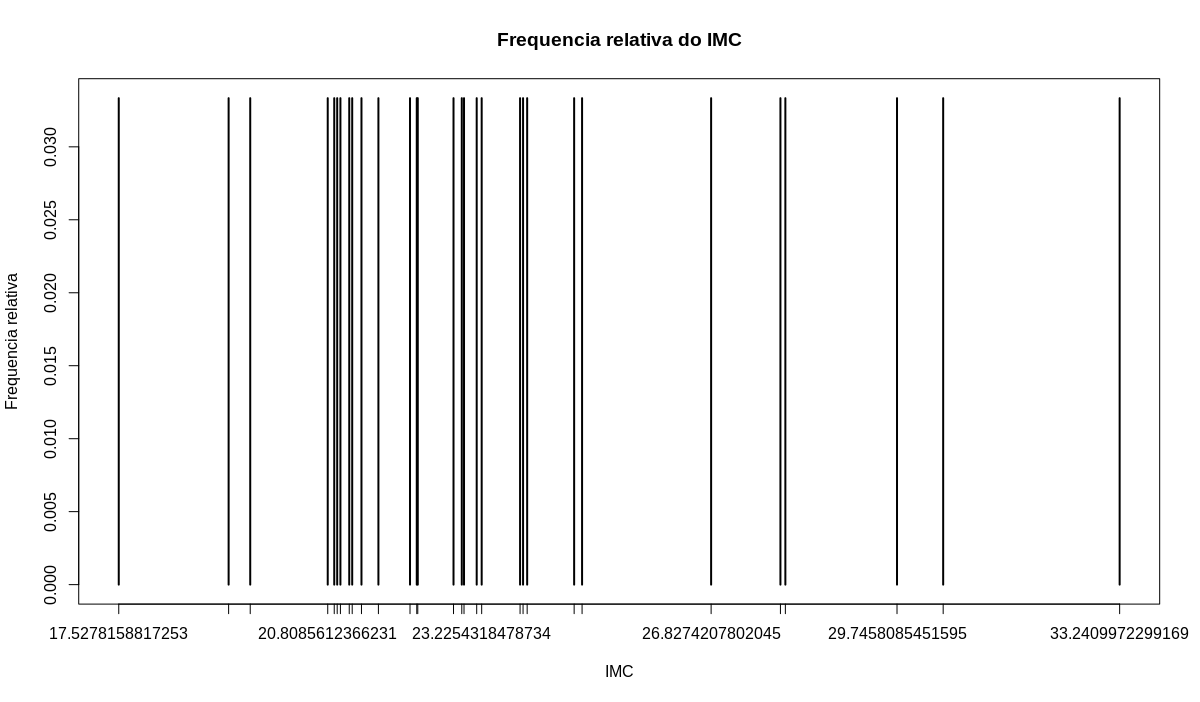 Frequencia relativa do IMC
Frequencia relativa
0.030
0.025
0.020
0.015
0.010
0.005
0.000
17.5278158817253 20.8085612366231 23.2254318478734 26.8274207802045 29.7458085451595 33.2409972299169
IMC